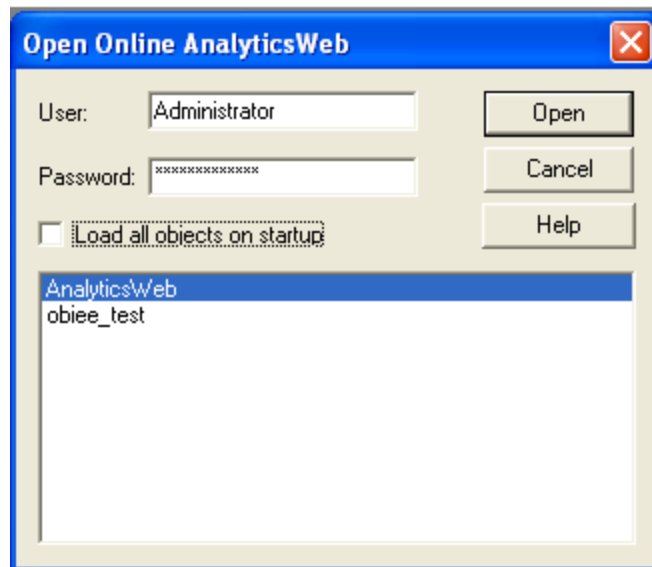 Open Online AnalyticsWeb
User: Administrator Open
Password: ************* Cancel
Load all objects on startup Help
AnalyticsWeb
obiee_test